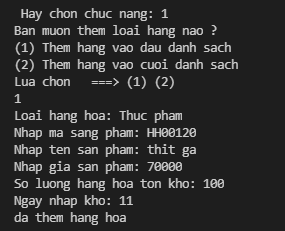 Hay chon chuc nang: 1
Ban muon them loai hang nao ?
(1) Them hang vao dau danh sach
(2) Them hang vao cuoi danh sach
Lua chon   ===> (1) (2)
1
Loai hang hoa: Thuc pham
Nhap ma sang pham: HH00120
Nhap ten san pham: thit ga
Nhap gia san pham: 70000
So luong hang hoa ton kho: 100
Ngay nhap kho: 11
da them hang hoa